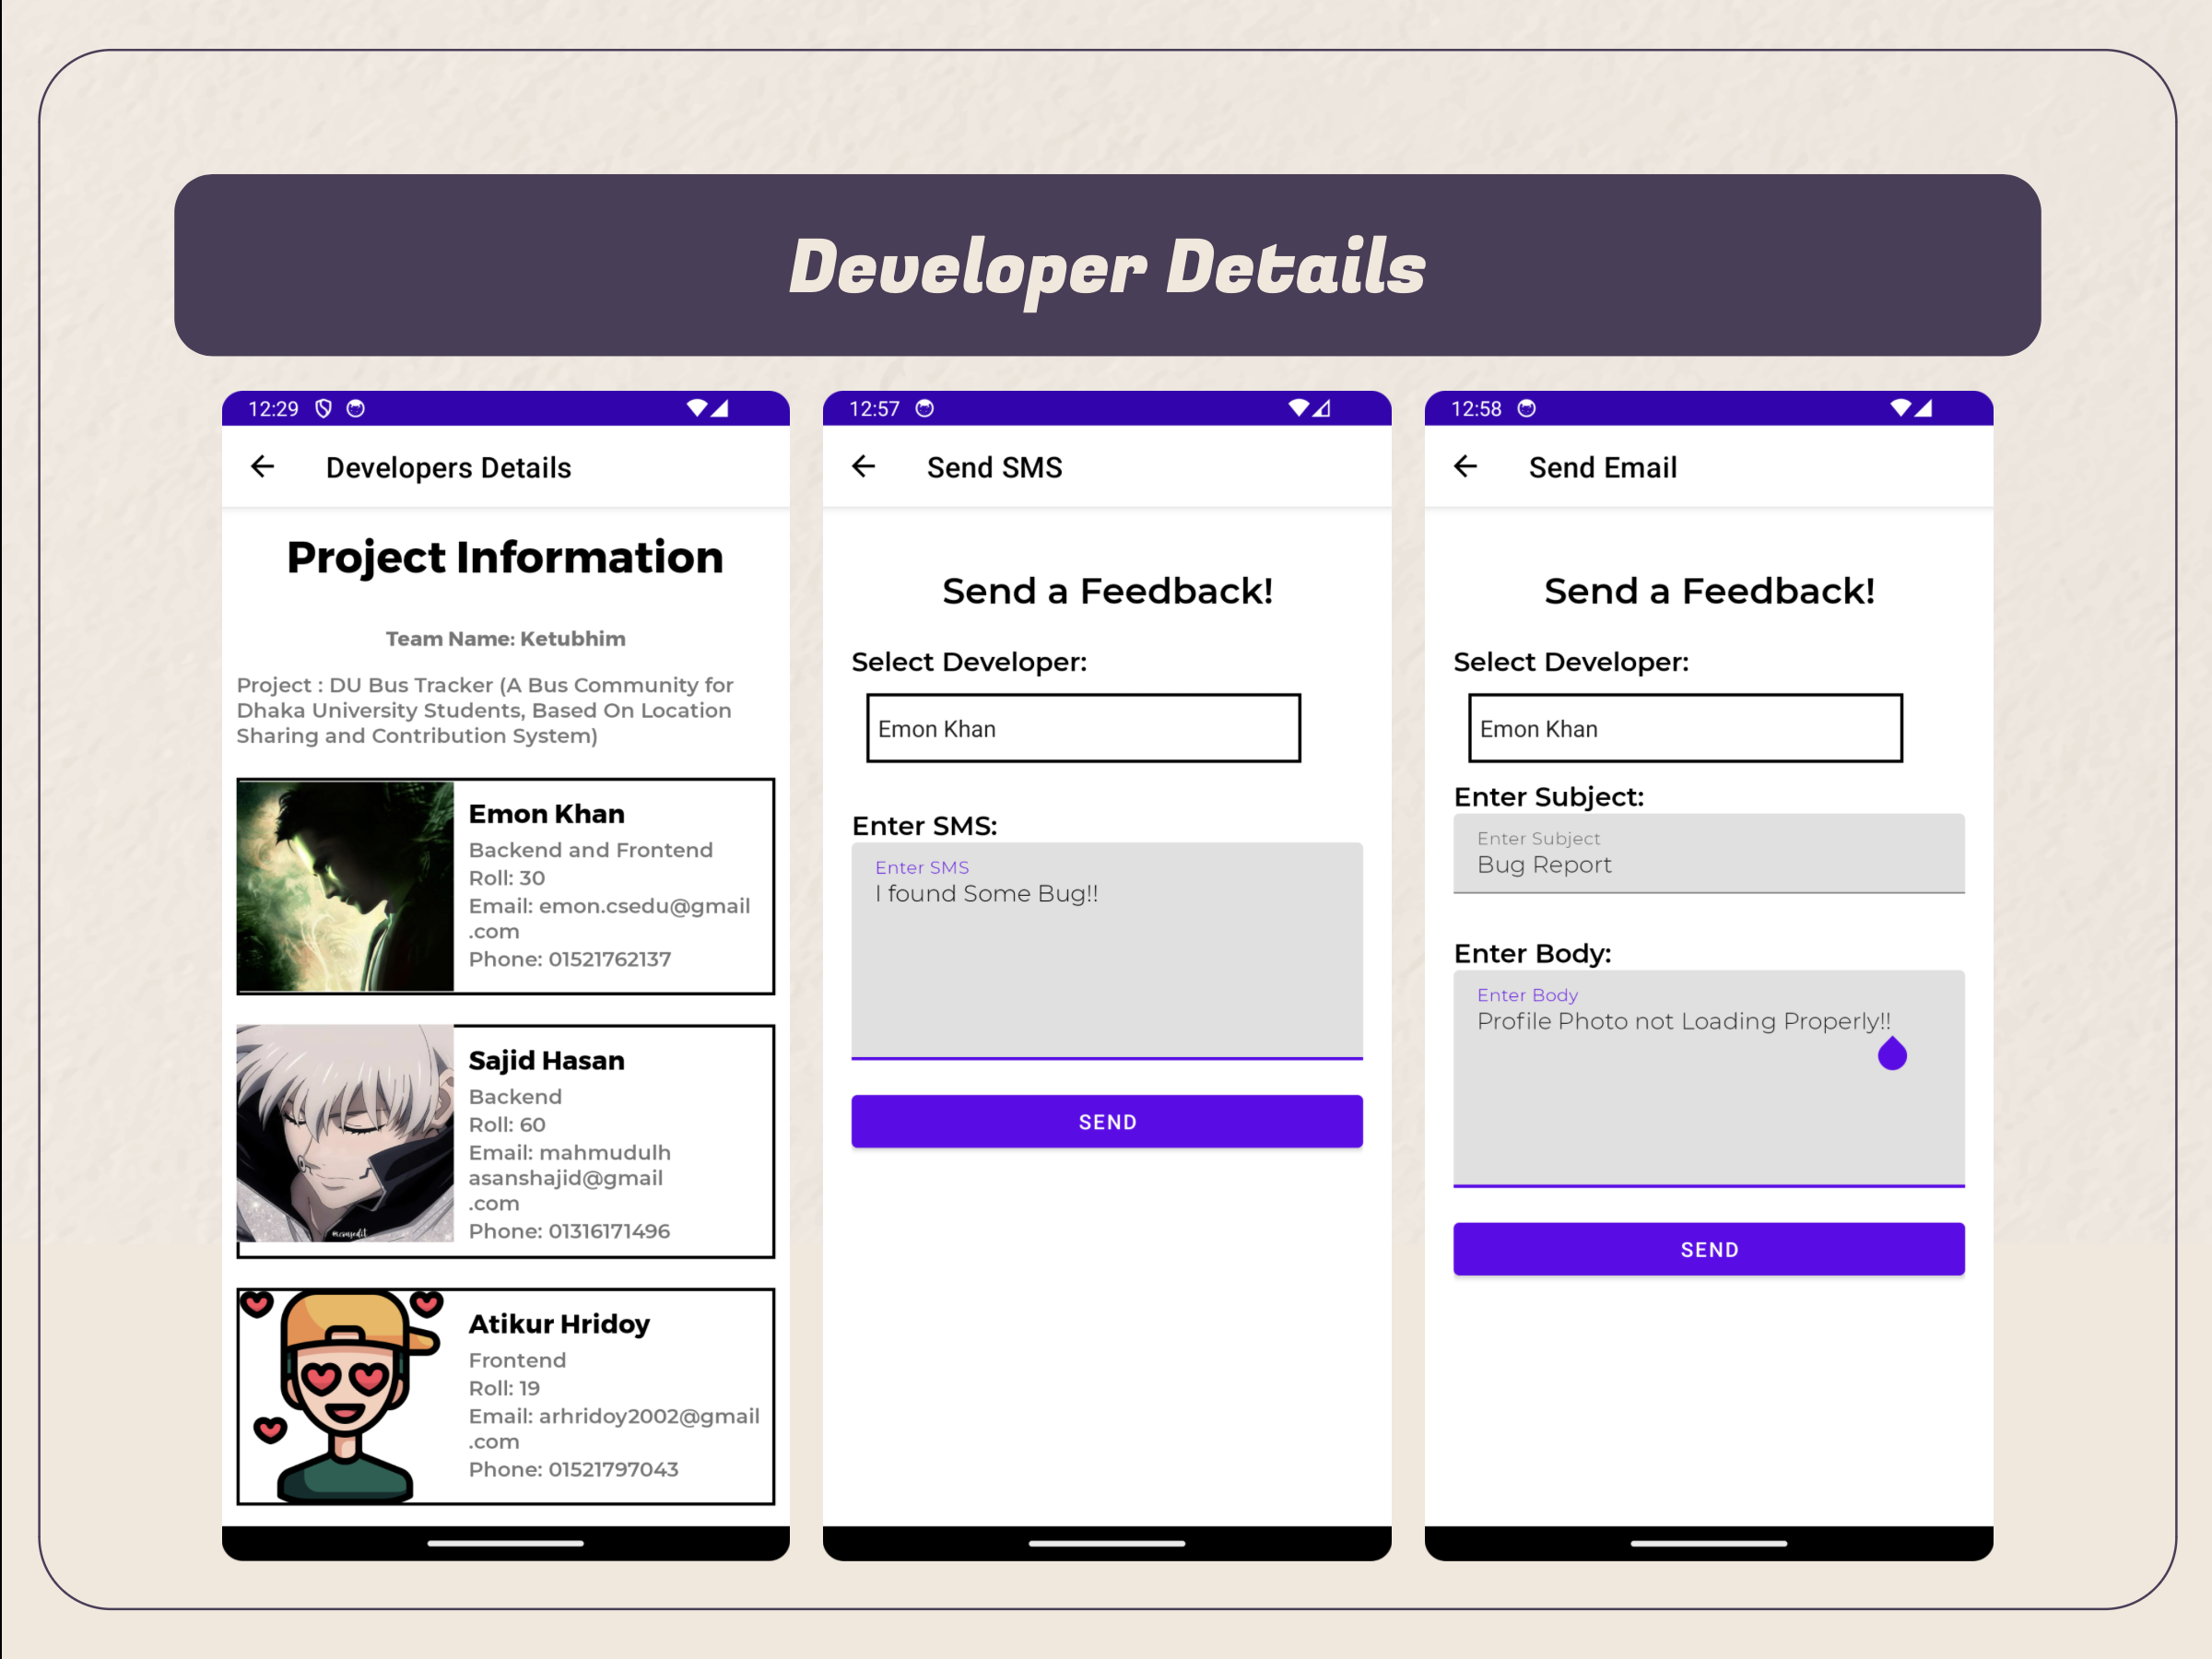 Developer Details
12:29
Developers Details
Project Information
Team Name: Ketubhim
Project : DU Bus Tracker (A Bus Community for
Dhaka University Students, Based On Location
Sharing and Contribution System)
Emon Khan
Backend and Frontend
Roll: 30
Email: emon.csedu@gmail
.com
Phone: 01521762137
Sajid Hasan
Backend
Roll: 60
Email: mahmudulh
asanshajid@gmail
.com
Phone: 01316171496
Atikur Hridoy
Frontend
Roll: 19
Email: arhridoy2002@gmail
.com
Phone: 01521797043
12:57
Send SMS
Send a Feedback!
Select Developer:
Emon Khan
Enter SMS:
Enter SMS
I found Some Bug!!
SEND
12:58
Send Email
Send a Feedback!
Select Developer:
Emon Khan
Enter Subject:
Enter Subject
Bug Report
Enter Body:
Enter Body
Profile Photo not Loading Properly!!
SEND